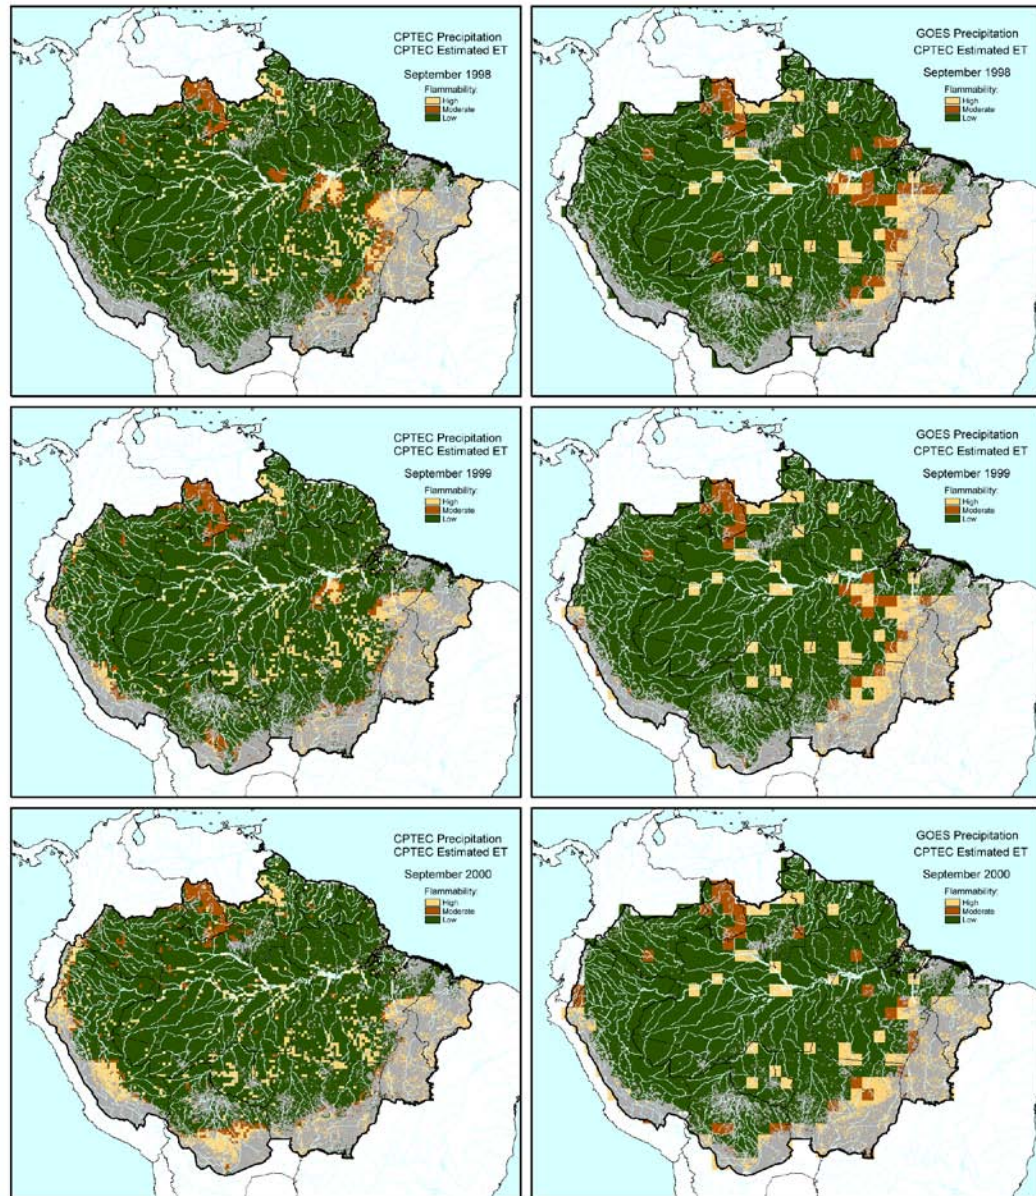 CPTEC Precipitation
CPTEC Estimated ET
September 1998
Flammability:
High
Moderate
Low
GOES Precipitation
CPTEC Estimated ET
September 1998
Flammability:
High
Moderate
Low
CPTEC Precipitation
CPTEC Estimated ET
September 1999
Flammability:
High
Moderate
Low
GOES Precipitation
CPTEC Estimated ET
September 1999
Flammability:
High
Moderate
Low
CPTEC Precipitation
CPTEC Estimated ET
September 2000
Flammability:
High
Moderate
Low
GOES Precipitation
CPTEC Estimated ET
September 2000
Flammability:
High
Moderate
Low